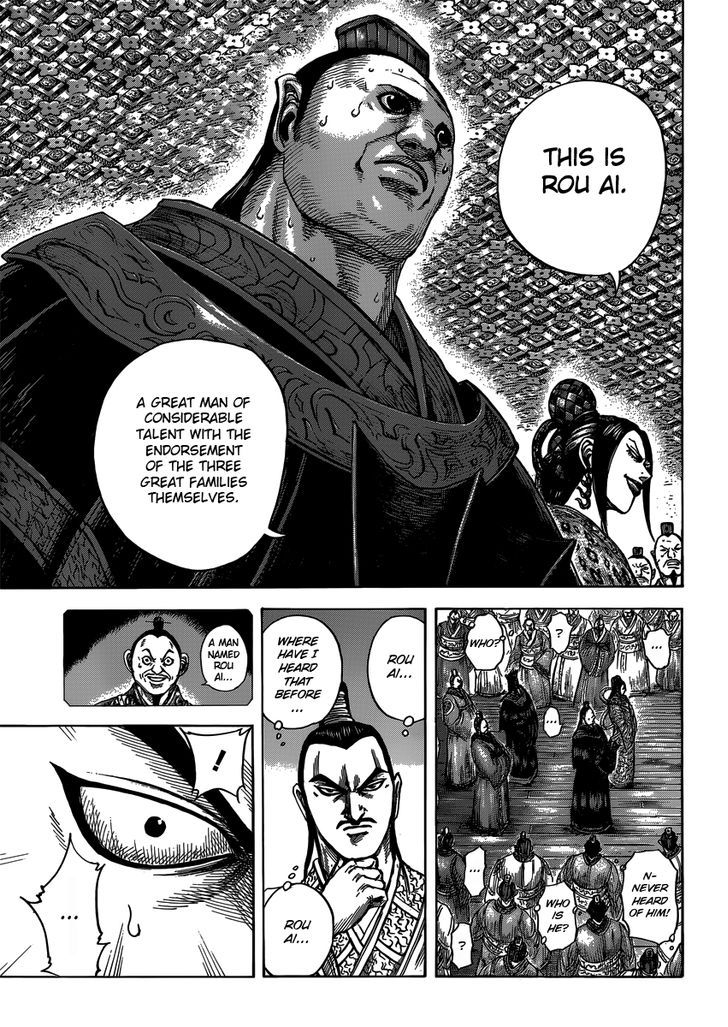 THIS IS
ROU AI.
A GREAT MAN OF
CONSIDERABLE
TALENT WITH THE
ENDORSEMENT
OF THE THREE
GREAT FAMILIES
THEMSELVES.
WHO?
?
...
...
N-
NEVER
HEARD
OF HIM!
WHO
IS
HE?
...
?
ROU
AI...
WHERE
HAVE I
HEARD
THAT
BEFORE
...
ROU
AI...
A MAN
NAMED
ROU
AI...
!
...